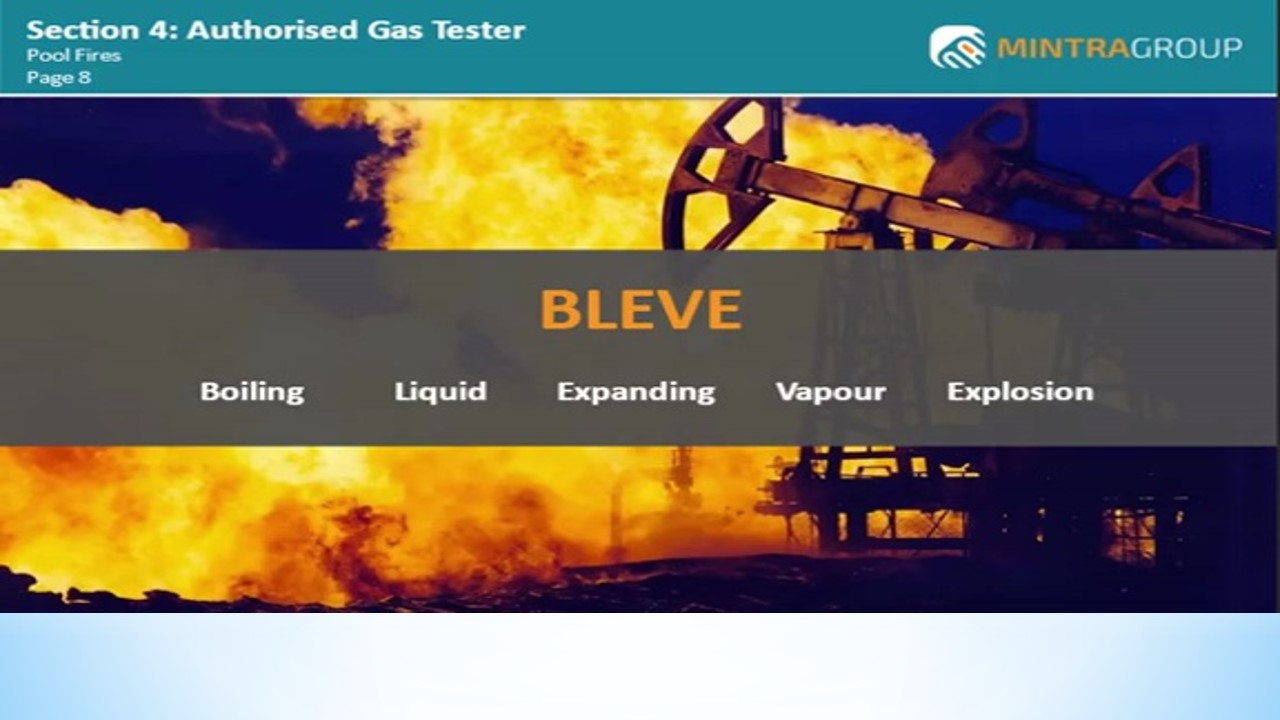 Section 4: Authorised Gas Tester
Pool Fires
Page 8
MINTRAGROUP
BLEVE
Boiling Liquid Expanding Vapour Explosion